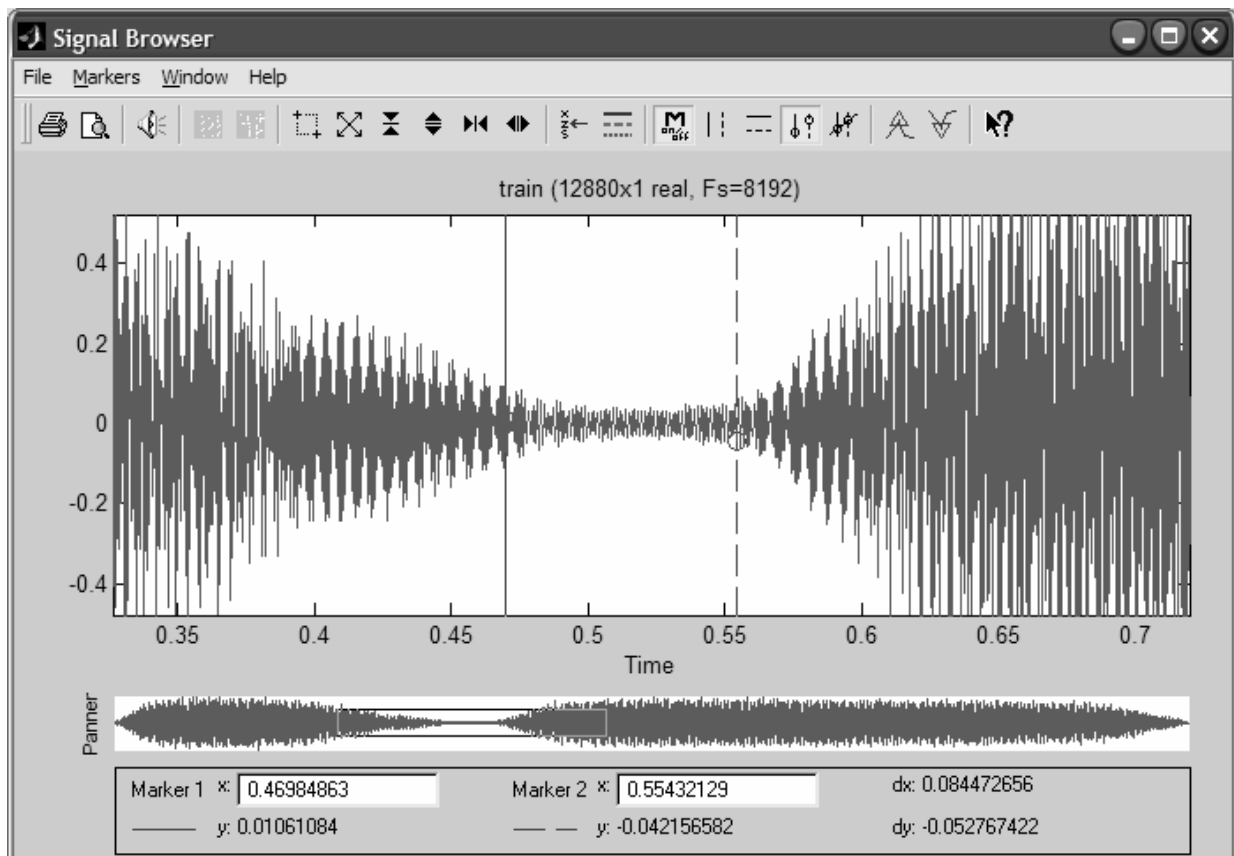 Signal Browser
File Markers Window Help
M
on/off
train (12880x1 real, Fs=8192)
0.4
0.2
0
-0.2
-0.4
0.35 0.4 0.45 0.5 0.55 0.6 0.65 0.7
Time
Panner
Marker 1 x: 0.46984863 Marker 2 x: 0.55432129 dx: 0.084472656
y: 0.01061084 y: -0.042156582 dy: -0.052767422